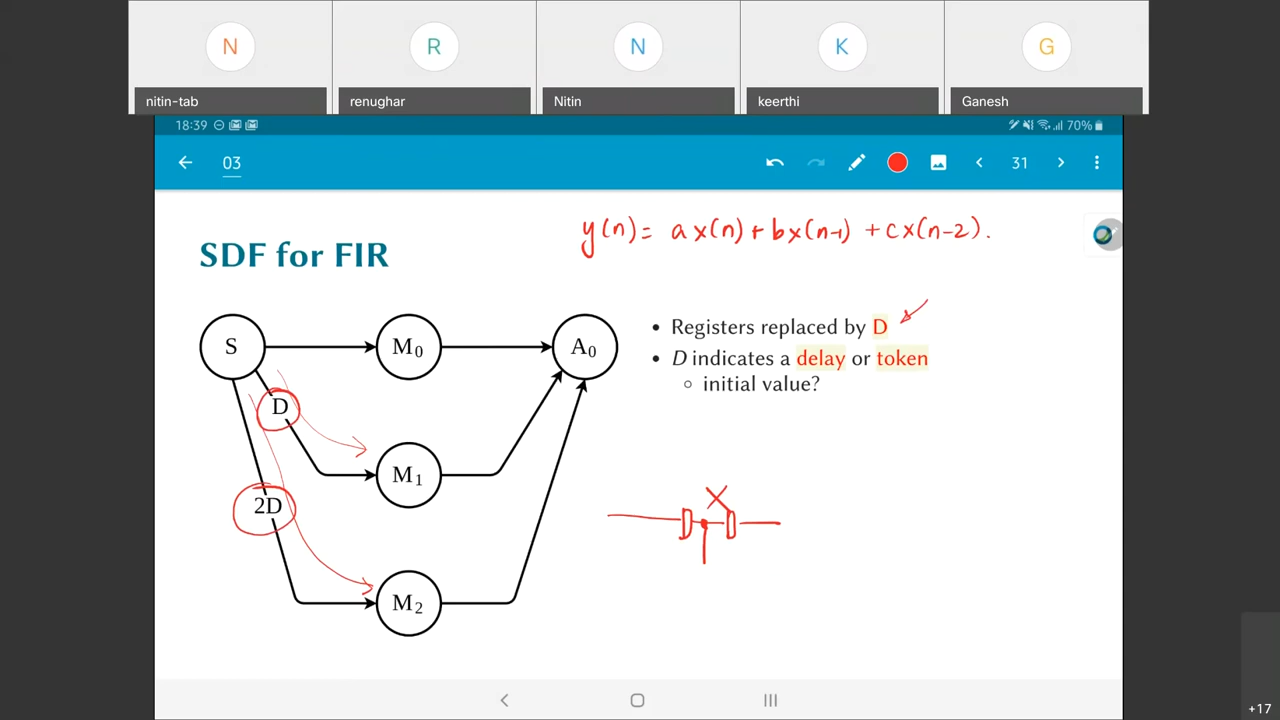 N
R
N
K
G
nitin-tab
renughar
Nitin
keerthi
Ganesh
18:39
70%
03
31
y(n) = ax(n) + bx(n-1) + cx(n-2).
SDF for FIR
S
M0
A0
D
M1
2D
M2
• Registers replaced by D
• D indicates a delay or token
initial value?
+17